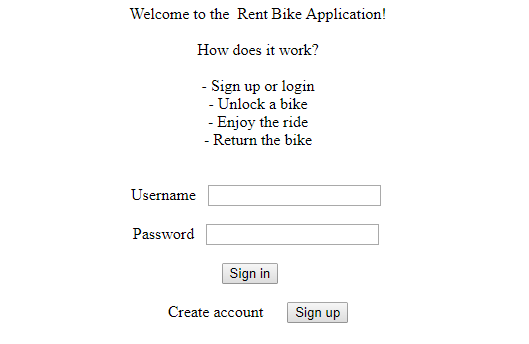 Welcome to the Rent Bike Application!
How does it work?
- Sign up or login
- Unlock a bike
- Enjoy the ride
- Return the bike
Username
Password
Sign in
Create account Sign up